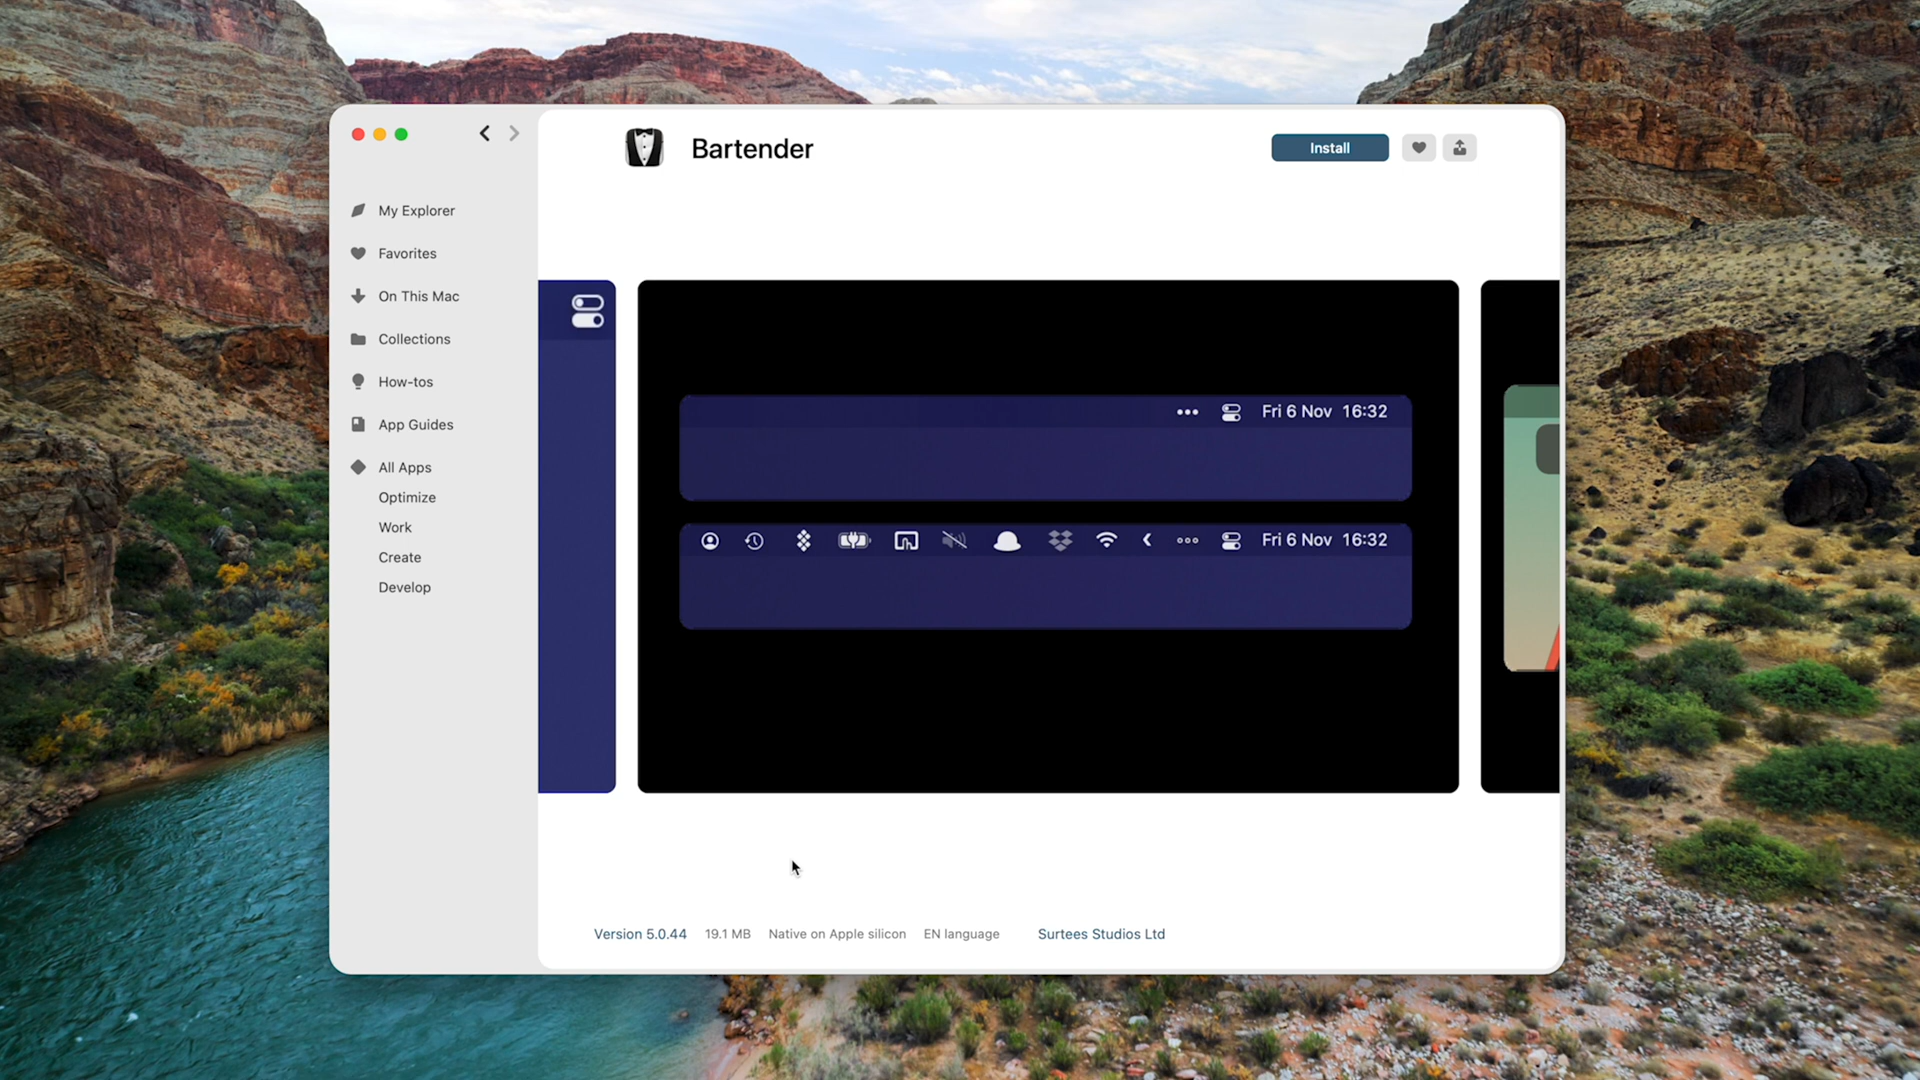 Bartender
Install
My Explorer
Favorites
On This Mac
Collections
How-tos
App Guides
All Apps
Optimize
Work
Create
Develop
Fri 6 Nov 16:32
Fri 6 Nov 16:32
Version 5.0.44 19.1 MB Native on Apple silicon EN language Surtees Studios Ltd